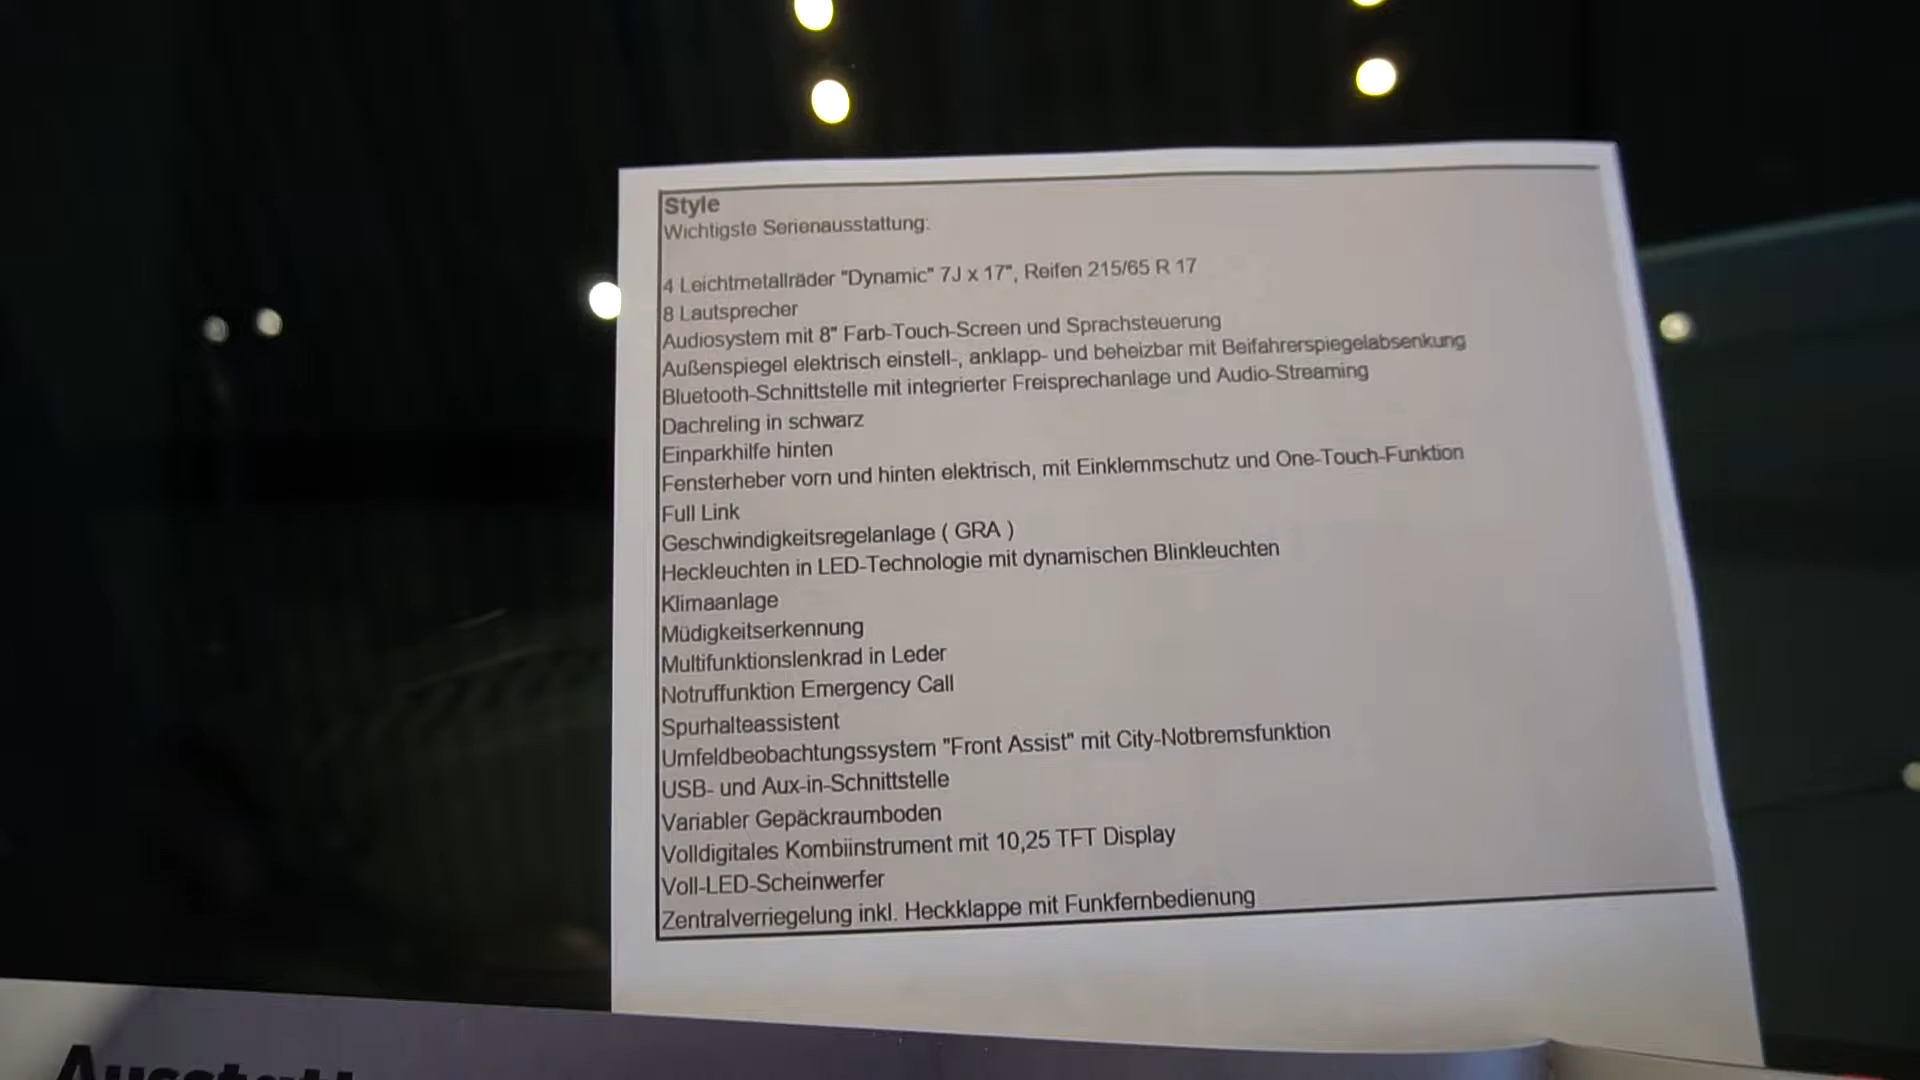 Style
Wichtigste Serienausstattung:
4 Leichtmetallräder "Dynamic" 7J x 17", Reifen 215/65 R 17
8 Lautsprecher
Audiosystem mit 8" Farb-Touch-Screen und Sprachsteuerung
Außenspiegel elektrisch einstell-, anklapp- und beheizbar mit Beifahrerspiegelabsenkung
Bluetooth-Schnittstelle mit integrierter Freisprechanlage und Audio-Streaming
Dachreling in schwarz
Einparkhilfe hinten
Fensterheber vorn und hinten elektrisch, mit Einklemmschutz und One-Touch-Funktion
Full Link
Geschwindigkeitsregelanlage ( GRA )
Heckleuchten in LED-Technologie mit dynamischen Blinkleuchten
Klimaanlage
Müdigkeitserkennung
Multifunktionslenkrad in Leder
Notruffunktion Emergency Call
Spurhalteassistent
Umfeldbeobachtungssystem "Front Assist" mit City-Notbremsfunktion
USB- und Aux-in-Schnittstelle
Variabler Gepäckraumboden
Volldigitales Kombiinstrument mit 10,25 TFT Display
Voll-LED-Scheinwerfer
Zentralverriegelung inkl. Heckklappe mit Funkfernbedienung